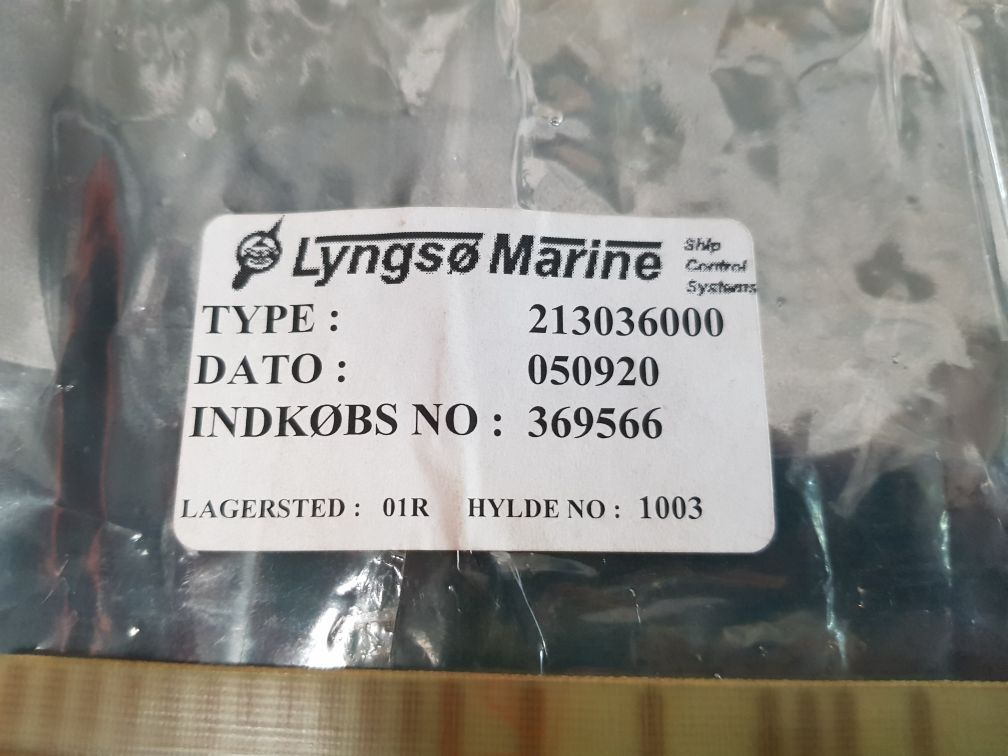 Lyngsø Marine
Ship
Control
Systems
TYPE : 213036000
DATO : 050920
INDKØBS NO : 369566
LAGERSTED : 01R HYLDE NO : 1003